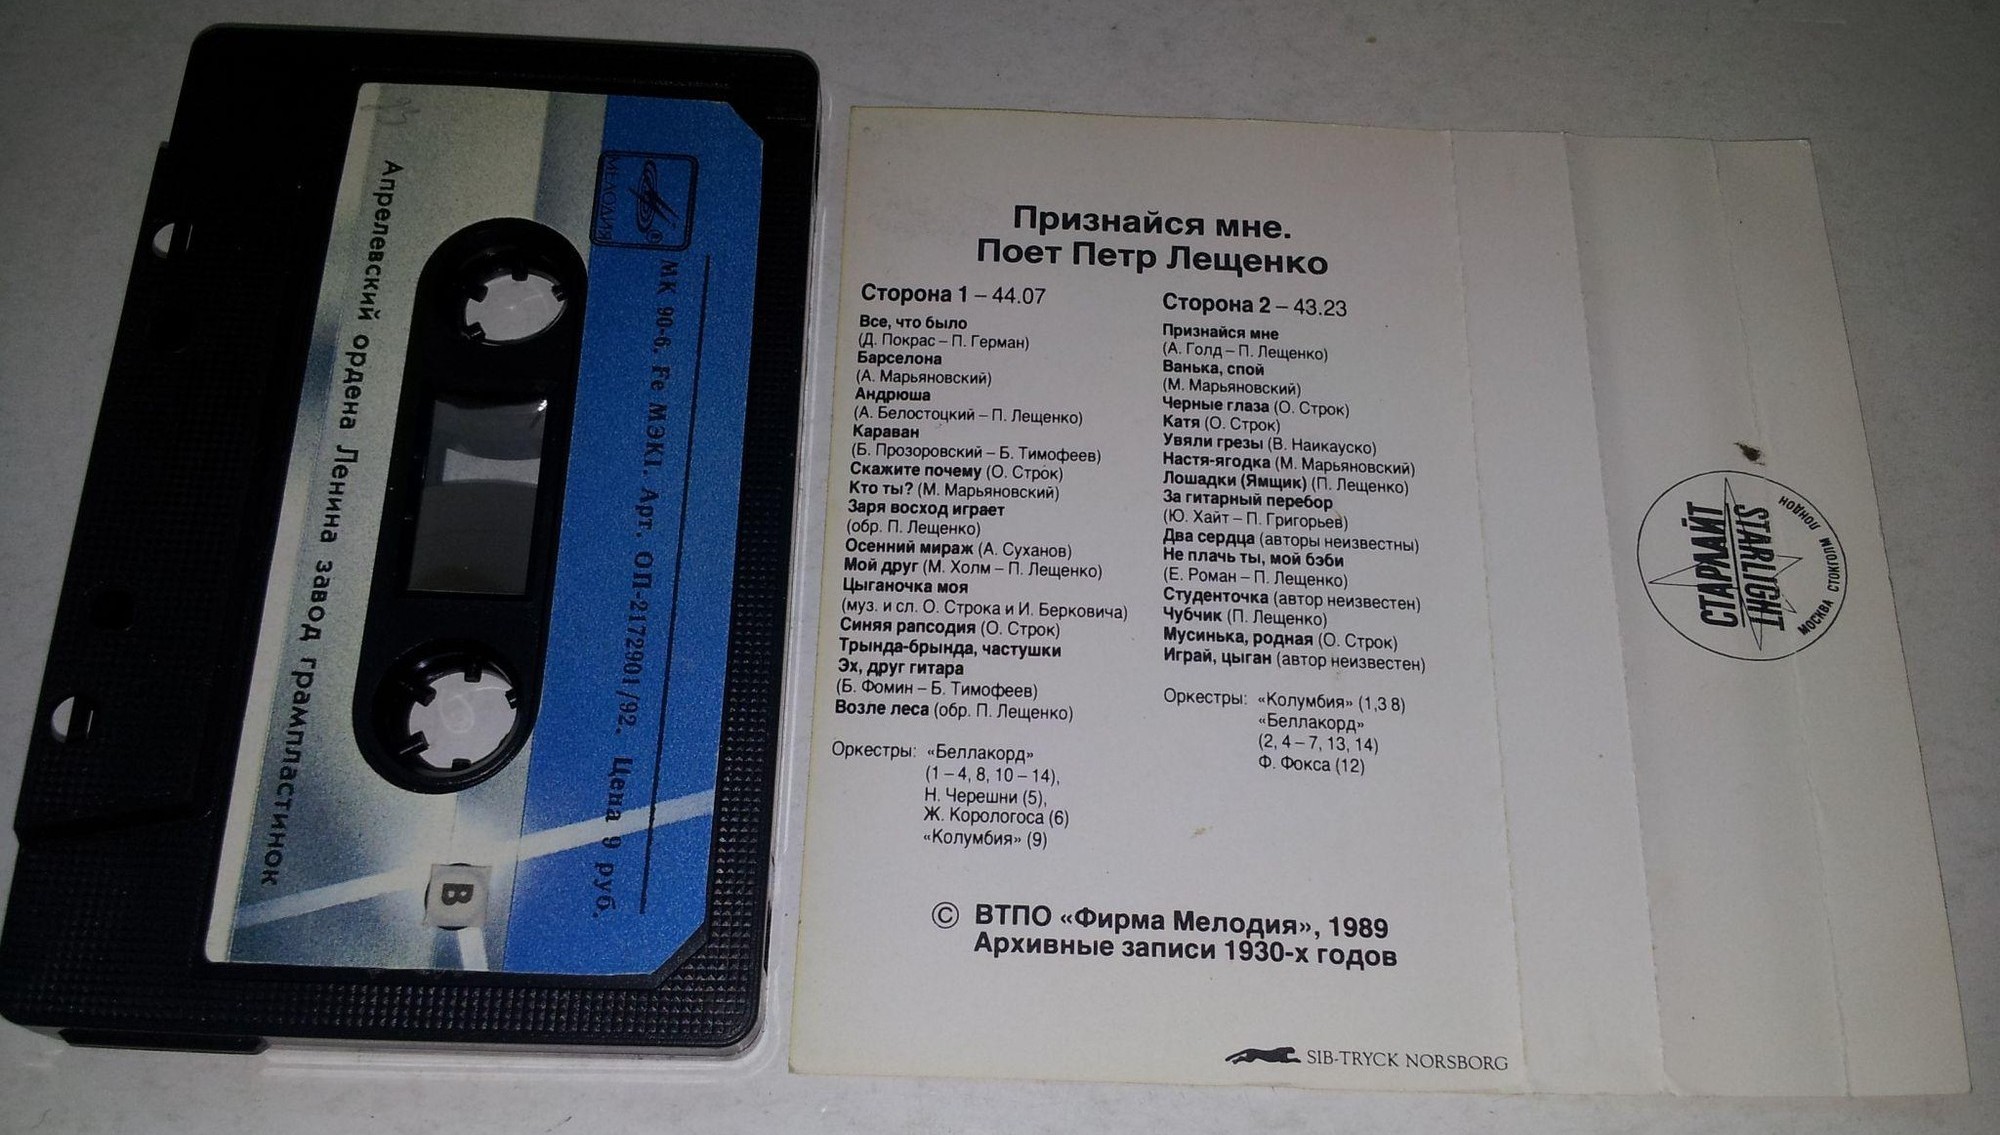 МЕЛОДИЯ
МК 90-6. Fe МЭК1. Арт. ОП-2172901/92. Цена 9 руб.
Апрелевский ордена Ленина завод грампластинок
B
Признайся мне.
Поет Петр Лещенко
Сторона 1 – 44.07
Все, что было
(Д. Покрас – П. Герман)
Барселона
(А. Марьяновский)
Андрюша
(А. Белостоцкий – П. Лещенко)
Караван
(Б. Прозоровский – Б. Тимофеев)
Скажите почему (О. Строк)
Кто ты? (М. Марьяновский)
Заря восход играет
(обр. П. Лещенко)
Осенний мираж (А. Суханов)
Мой друг (М. Холм – П. Лещенко)
Цыганочка моя
(муз. и сл. О. Строка и И. Берковича)
Синяя рапсодия (О. Строк)
Трында-брында, частушки
Эх, друг гитара
(Б. Фомин – Б. Тимофеев)
Возле леса (обр. П. Лещенко)
Оркестры: «Беллакорд»
(1 – 4, 8, 10 – 14),
Н. Черешни (5),
Ж. Корологоса (6)
«Колумбия» (9)
Сторона 2 – 43.23
Признайся мне
(А. Голд – П. Лещенко)
Ванька, спой
(М. Марьяновский)
Черные глаза (О. Строк)
Катя (О. Строк)
Увяли грезы (В. Наикауско)
Настя-ягодка (М. Марьяновский)
Лошадки (Ямщик) (П. Лещенко)
За гитарный перебор
(Ю. Хайт – П. Григорьев)
Два сердца (авторы неизвестны)
Не плачь ты, мой бэби
(Е. Роман – П. Лещенко)
Студенточка (автор неизвестен)
Чубчик (П. Лещенко)
Мусинька, родная (О. Строк)
Играй, цыган (автор неизвестен)
Оркестры: «Колумбия» (1,3 8)
«Беллакорд»
(2, 4 – 7, 13, 14)
Ф. Фокса (12)
© ВТПО «Фирма Мелодия», 1989
Архивные записи 1930-х годов
SIB-TRYCK NORSBORG
СТАРЛАЙТ
STARLIGHT
МОСКВА СТОКГОЛМ ЛОНДОН